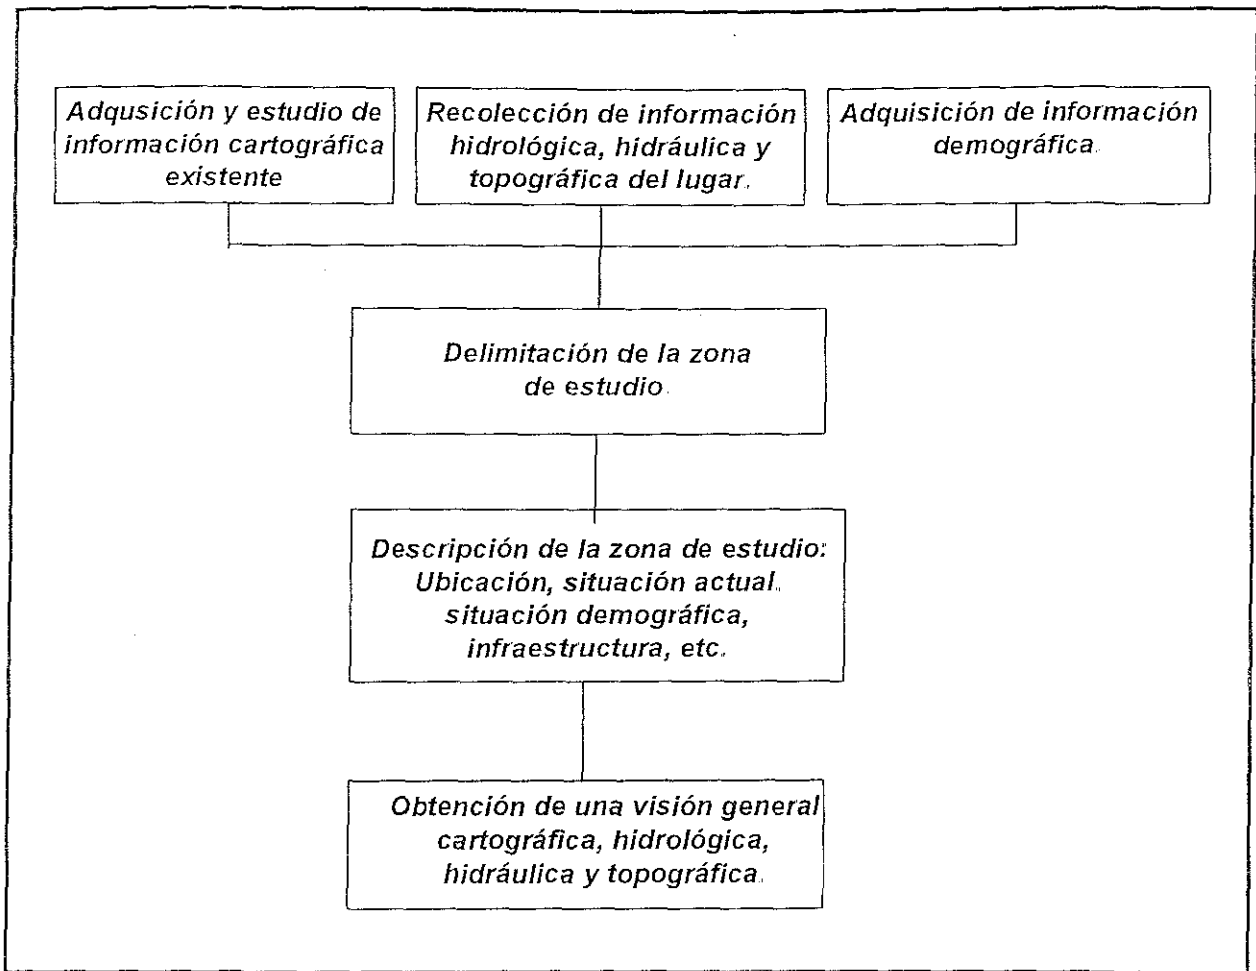 Adqusición y estudio de
información cartográfica
existente
Recolección de información
hidrológica, hidráulica y
topográfica del lugar.
Adquisición de información
demográfica.
Delimitación de la zona
de estudio.
Descripción de la zona de estudio:
Ubicación, situación actual.
situación demográfica,
infraestructura, etc.
Obtención de una visión general
cartográfica, hidrológica,
hidráulica y topográfica.